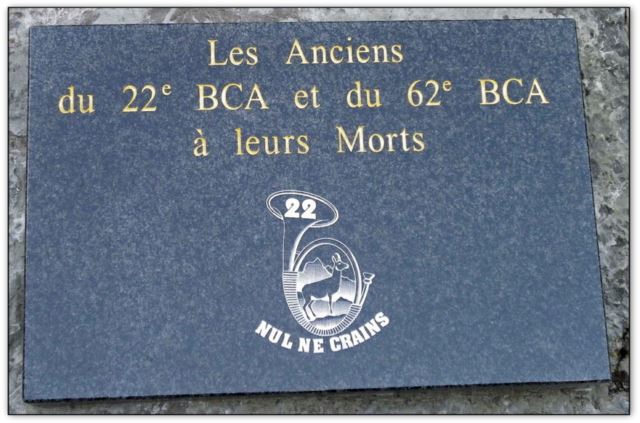 Les Anciens
du 22e BCA et du 62e BCA
à leurs Morts
22
NUL NE CRAINS